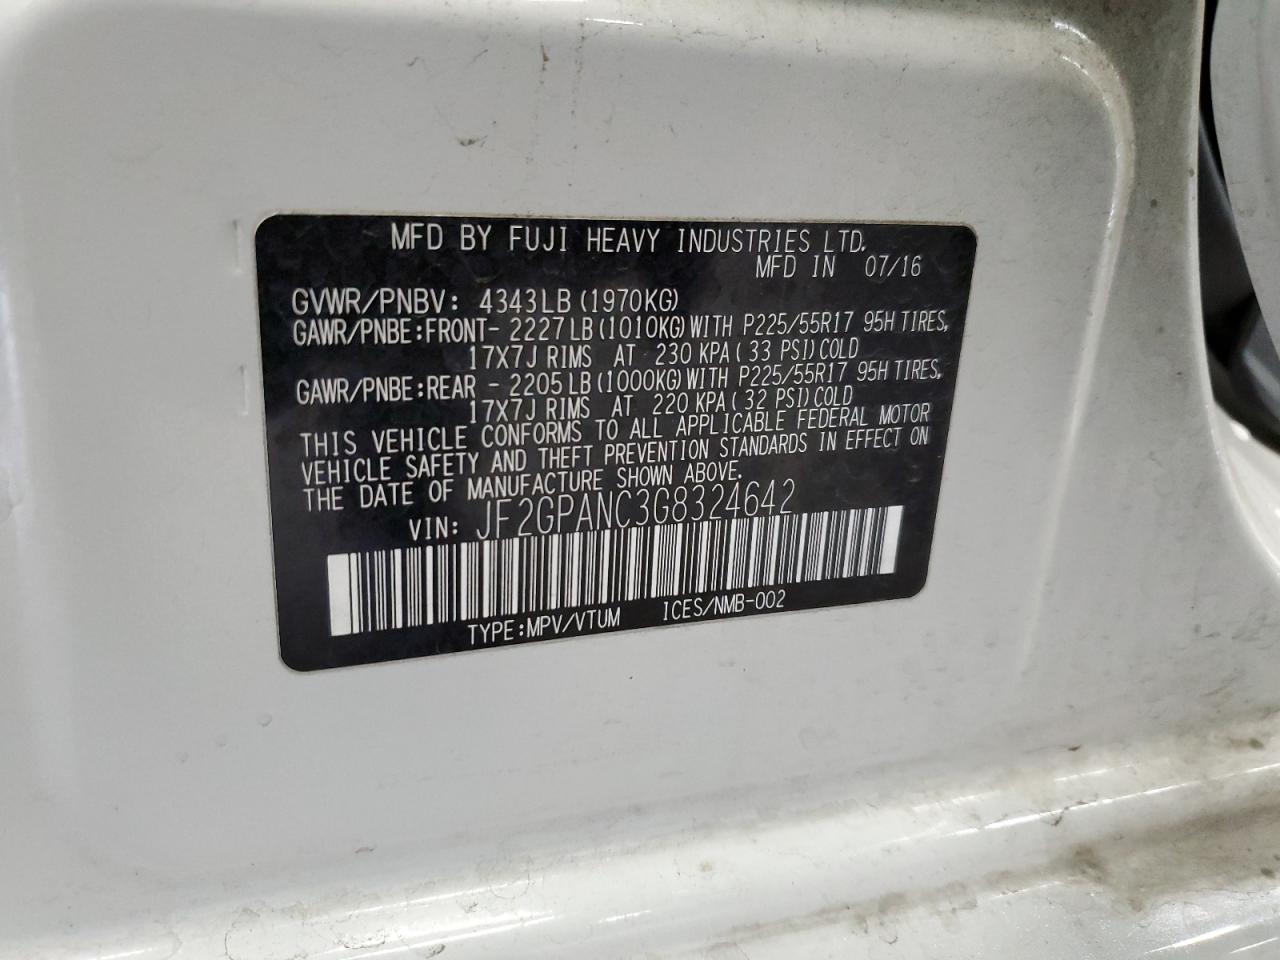 MFD BY FUJI HEAVY INDUSTRIES LTD.
MFD IN 07/16
GVWR/PNBV: 4343LB (1970KG)
GAWR/PNBE:FRONT- 2227LB(1010KG)WITH P225/55R17 95H TIRES,
17X7J RIMS AT 230 KPA(33 PSI)COLD
GAWR/PNBE:REAR - 2205LB(1000KG)WITH P225/55R17 95H TIRES,
17X7J RIMS AT 220 KPA(32 PSI)COLD
THIS VEHICLE CONFORMS TO ALL APPLICABLE FEDERAL MOTOR
VEHICLE SAFETY AND THEFT PREVENTION STANDARDS IN EFFECT ON
THE DATE OF MANUFACTURE SHOWN ABOVE.
VIN: JF2GPANC3G8324642
TYPE:MPV/VTUM ICES/NMB-002